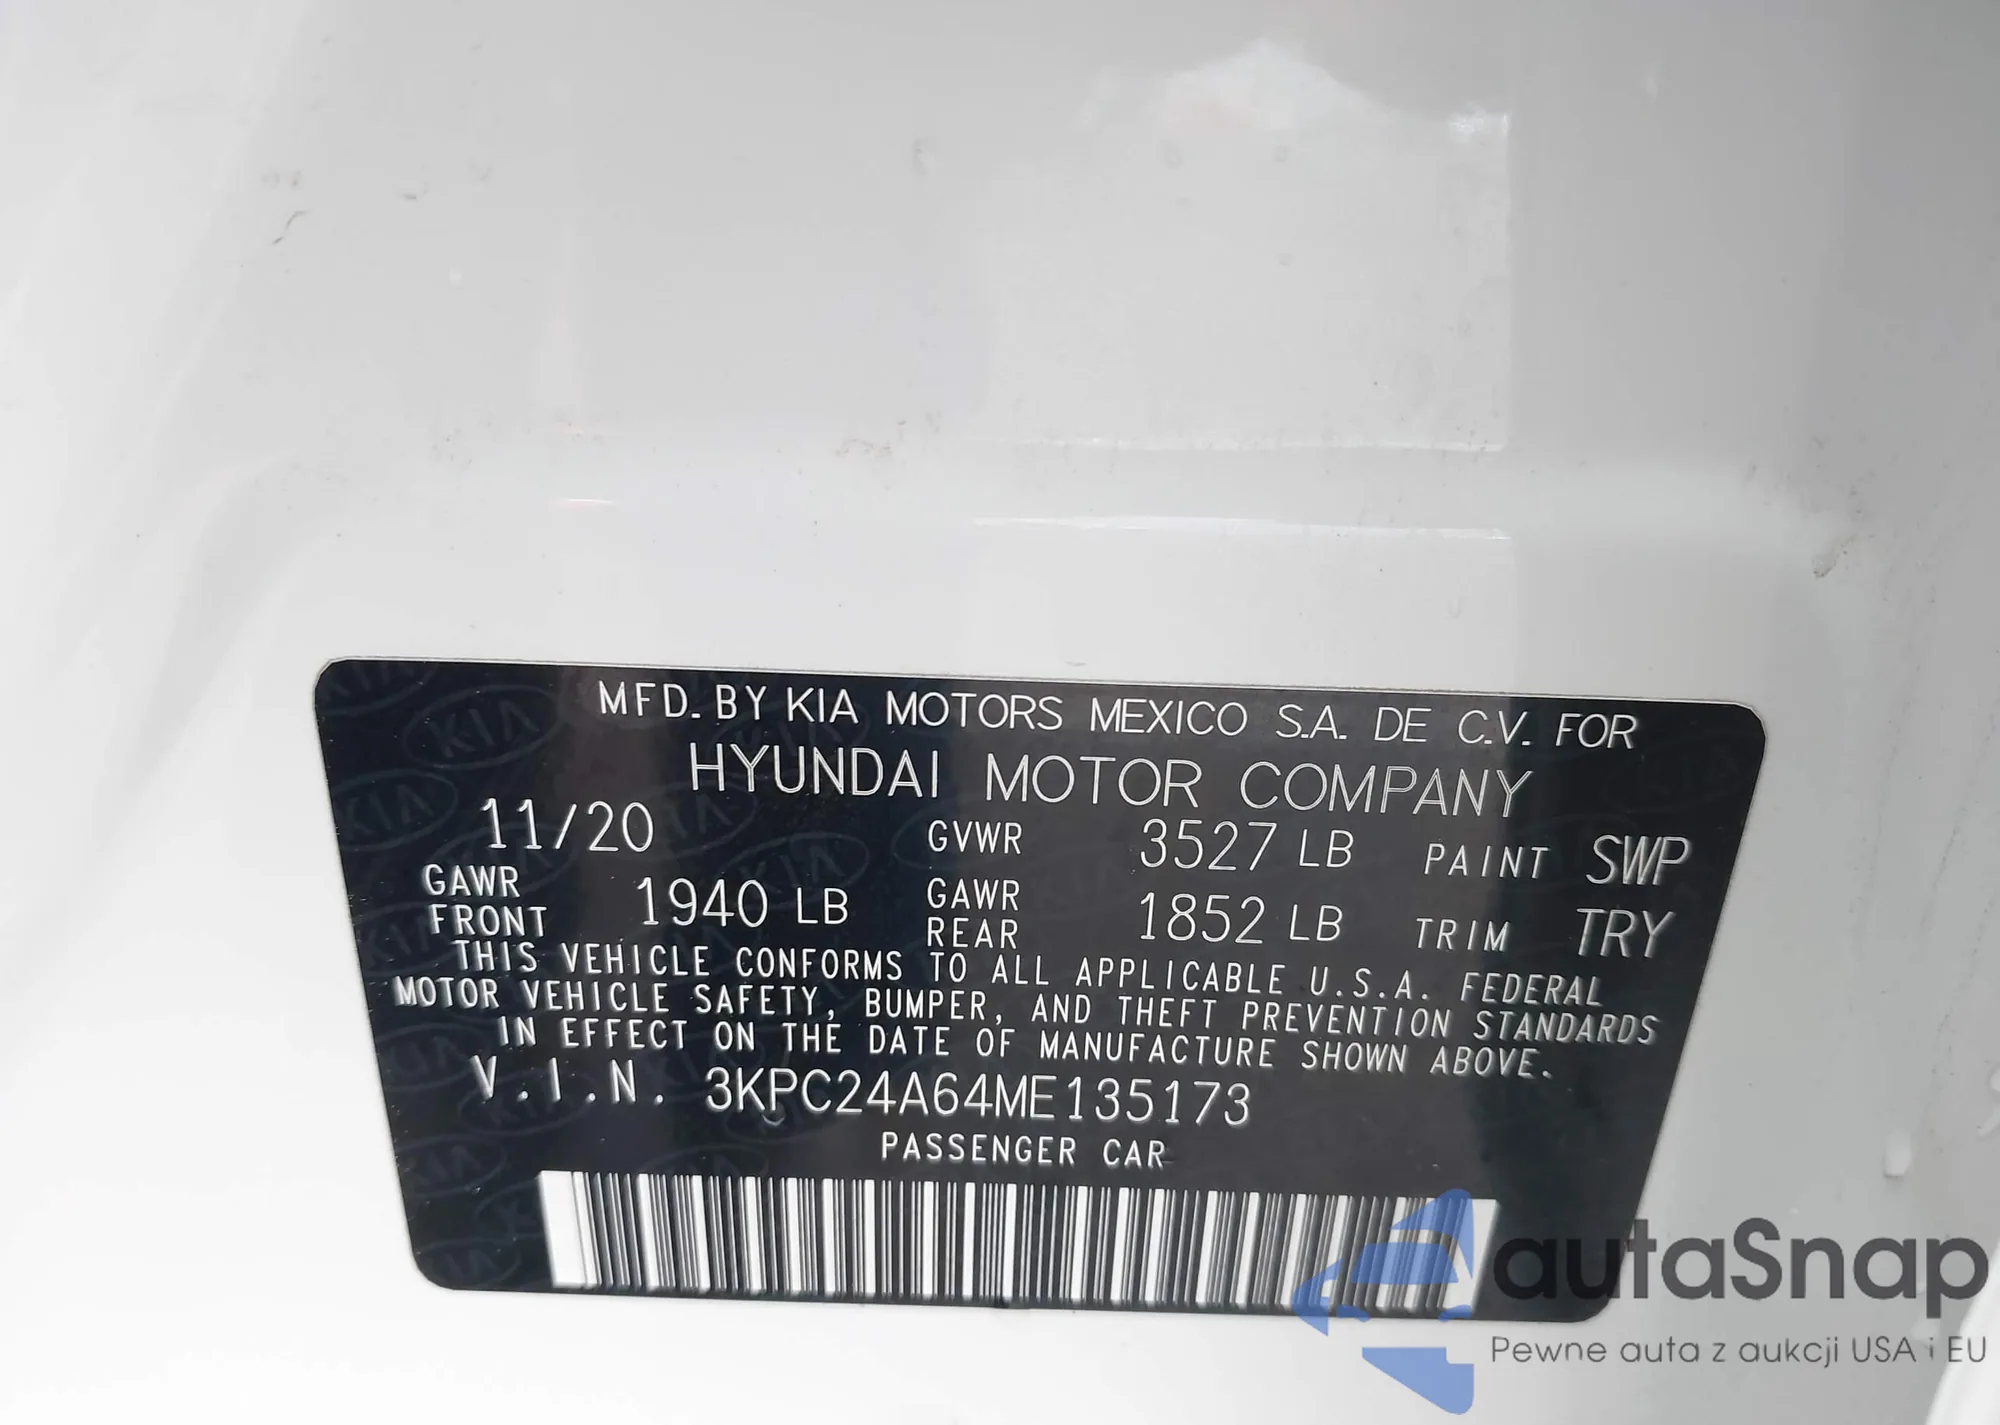 MFD. BY KIA MOTORS MEXICO S.A. DE C.V. FOR
HYUNDAI MOTOR COMPANY
11/20 GVWR 3527 LB PAINT SWP
GAWR FRONT 1940 LB GAWR REAR 1852 LB TRIM TRY
THIS VEHICLE CONFORMS TO ALL APPLICABLE U.S.A. FEDERAL
MOTOR VEHICLE SAFETY, BUMPER, AND THEFT PREVENTION STANDARDS
IN EFFECT ON THE DATE OF MANUFACTURE SHOWN ABOVE.
V.I.N. 3KPC24A64ME135173
PASSENGER CAR
autaSnap
Pewne auta z aukcji USA i EU